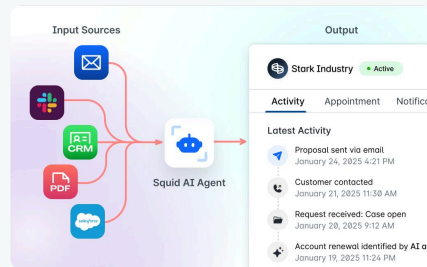 Input Sources
Output
Stark Industry
Active
Activity
Appointment
CRM
PDF
salesforce
Squid AI Agent
Latest Activity
Proposal sent via email
January 24, 2025 4:21 PM
Customer contacted
January 21, 2025 11:30 AM
Request received: Case open
January 20, 2025 9:12 AM
Account renewal identified by AI a
January 19, 2025 11:24 PM